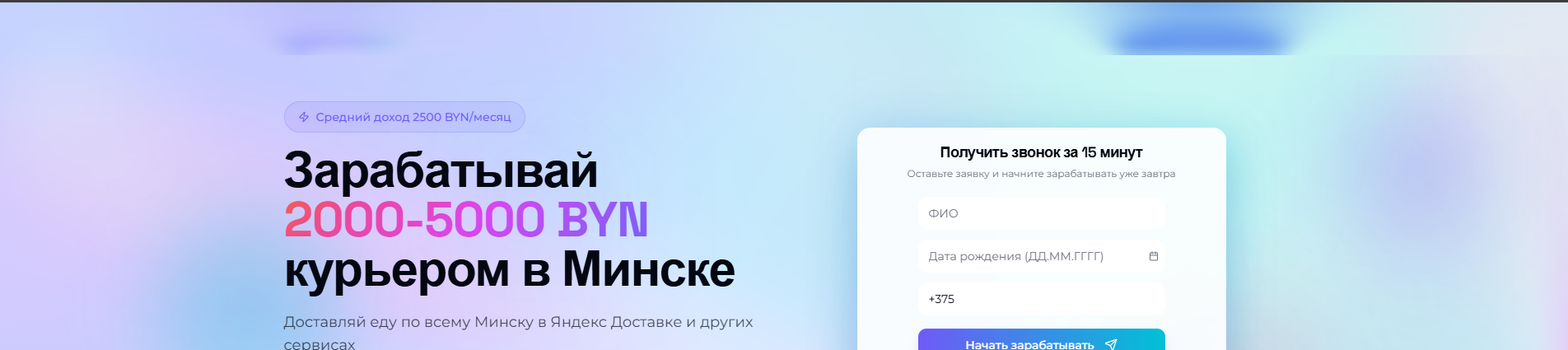 Средний доход 2500 BYN/месяц
Зарабатывай
2000-5000 BYN
курьером в Минске
Доставляй еду по всему Минску в Яндекс Доставке и других
сервисах
Получить звонок за 15 минут
Оставьте заявку и начните зарабатывать уже завтра
ФИО
Дата рождения (ДД.ММ.ГГГГ)
+375
Начать зарабатывать